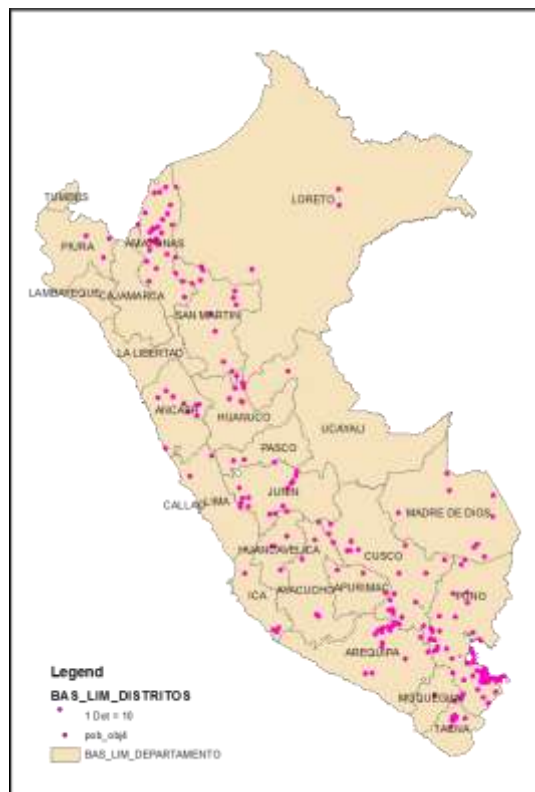 LORETO
TUMBES
PIURA
AMAZONAS
LAMBAYEQUE
CAJAMARCA
SAN MARTIN
LA LIBERTAD
ANCASH
HUANUCO
UCAYALI
PASCO
JUNIN
CALLAO
LIMA
MADRE DE DIOS
HUANCAVELICA
CUSCO
ICA
AYACUCHO
APURIMAC
PUNO
AREQUIPA
MOQUEGUA
TACNA
Legend
BAS_LIM_DISTRITOS
1 Dot = 10
pob_obj6
BAS_LIM_DEPARTAMENTO